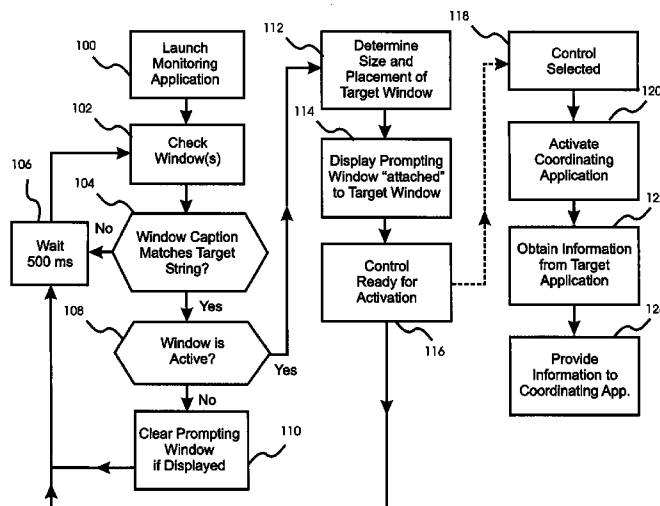 100
Launch
Monitoring
Application
102
Check
Window(s)
104
Window Caption
Matches Target
String?
No
Yes
106
Wait
500 ms
108
Window is
Active?
Yes
No
Clear Prompting
Window
if Displayed
110
112
Determine
Size and
Placement of
Target Window
114
Display Prompting
Window “attached”
to Target Window
Control
Ready for
Activation
116
118
Control
Selected
120
Activate
Coordinating
Application
Obtain Information
from Target
Application
Provide
Information to
Coordinating App.